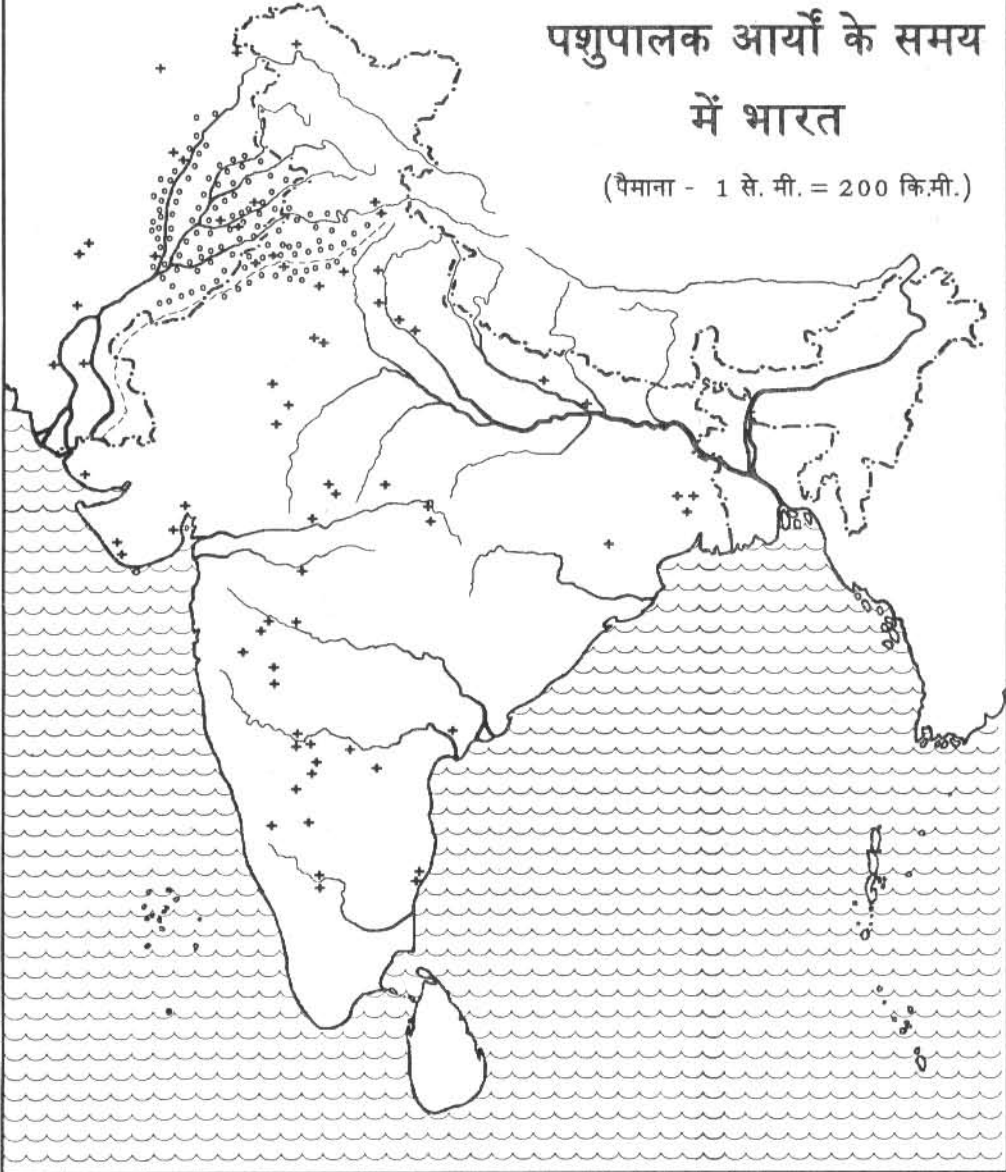 पशुपालक आर्यों के समय
में भारत
(पैमाना - 1 से. मी. = 200 कि.मी.)